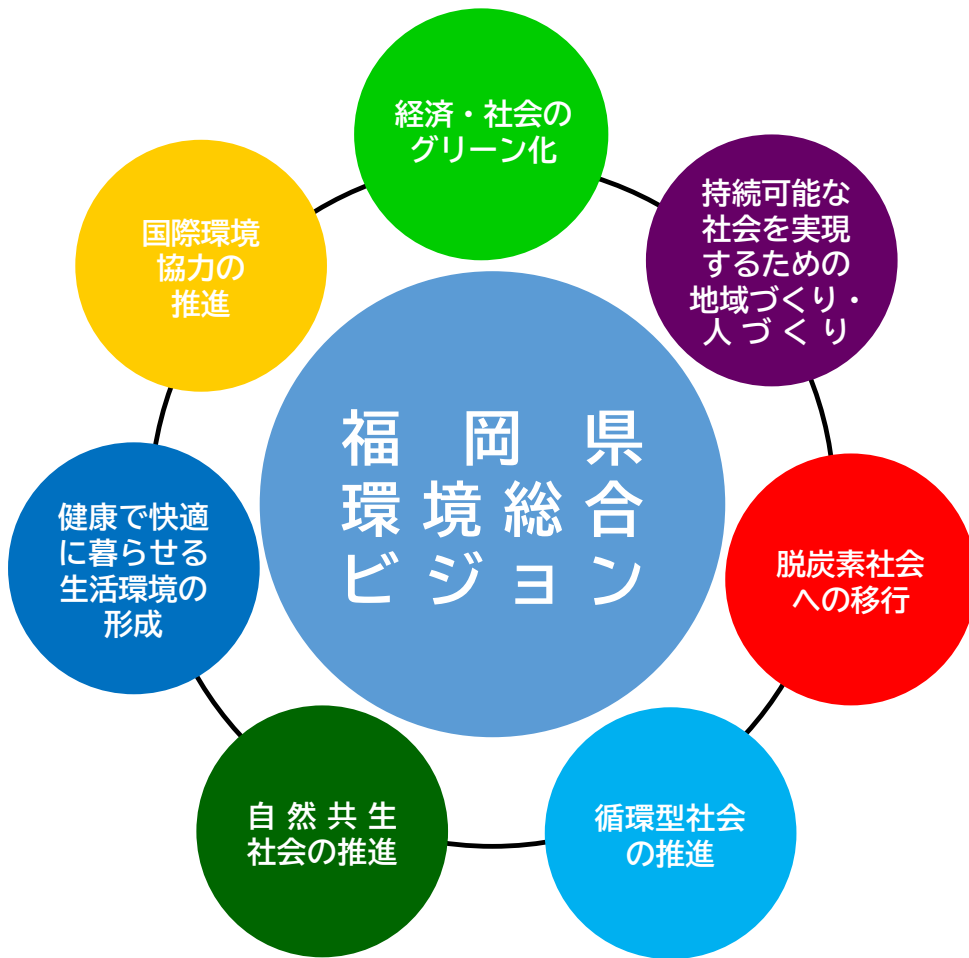 経済・社会の
グリーン化
持続可能な
社会を実現
するための
地域づくり・
人づくり
脱炭素社会
への移行
循環型社会
の推進
自然共生
社会の推進
健康で快適
に暮らせる
生活環境の
形成
国際環境
協力の
推進
福岡県
環境総合
ビジョン